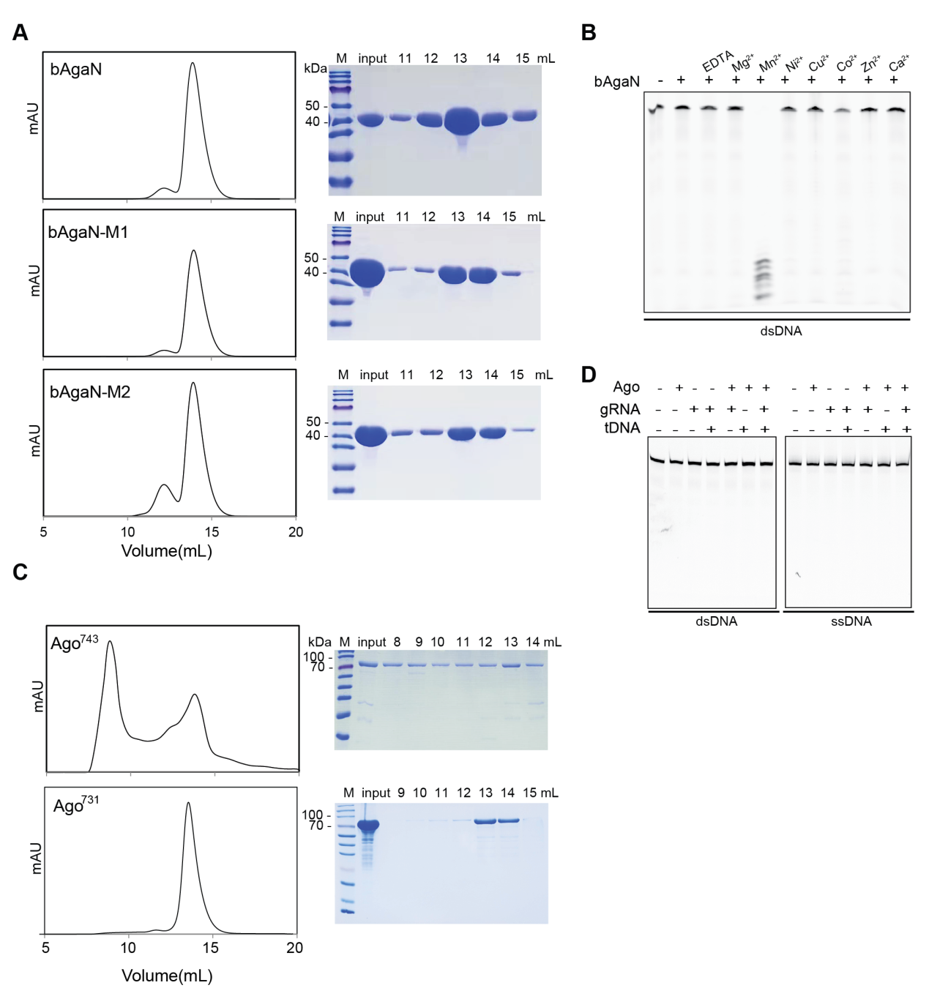 A
bAgaN
mAU
kDa M input 11 12 13 14 15 mL
50 -
40 -
bAgaN-M1
mAU
M input 11 12 13 14 15 mL
50 -
40 -
bAgaN-M2
mAU
M input 11 12 13 14 15 mL
50 -
40 -
5 10 15 20
Volume(mL)
B
EDTA Mg²⁺ Mn²⁺ Ni²⁺ Cu²⁺ Co²⁺ Zn²⁺ Ca²⁺
bAgaN - + + + + + + + + +
dsDNA
C
Ago⁷⁴³
mAU
kDa M input 8 9 10 11 12 13 14 mL
100 -
70 -
Ago⁷³¹
mAU
M input 9 10 11 12 13 14 15 mL
100 -
70 -
5 10 15 20
Volume(mL)
D
Ago - + - - + + + - + - - + + +
gRNA - - + + + - + - - + + + - +
tDNA - - - + - + + - - - + - + +
dsDNA ssDNA